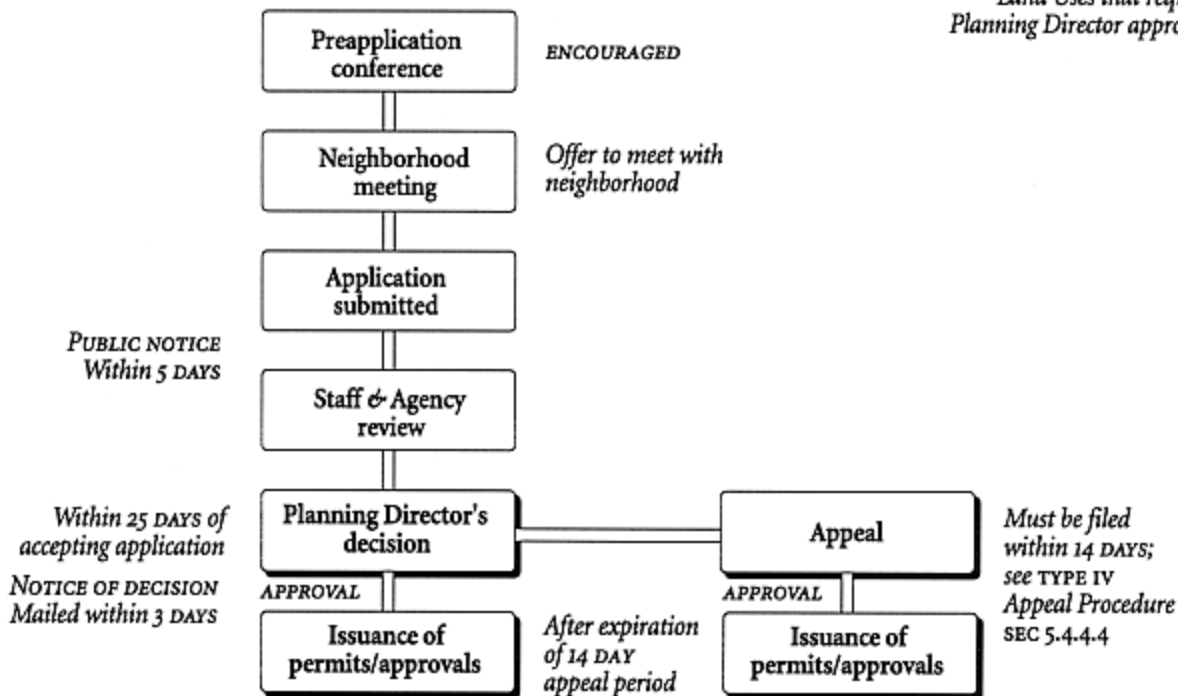 Land Uses that
Planning Director
Preapplication
conference
ENCOURAGED
Neighborhood
meeting
Offer to meet with
neighborhood
Application
submitted
PUBLIC NOTICE
Within 5 DAYS
Staff & Agency
review
Within 25 DAYS of
accepting application
Planning Director's
decision
Appeal
Must be filed
within 14 DAYS;
see TYPE IV
Appeal Procedure
SEC 5.4.4.4
NOTICE OF DECISION
Mailed within 3 DAYS
APPROVAL
Issuance of
permits/approvals
After expiration
of 14 DAY
appeal period
APPROVAL
Issuance of
permits/approvals